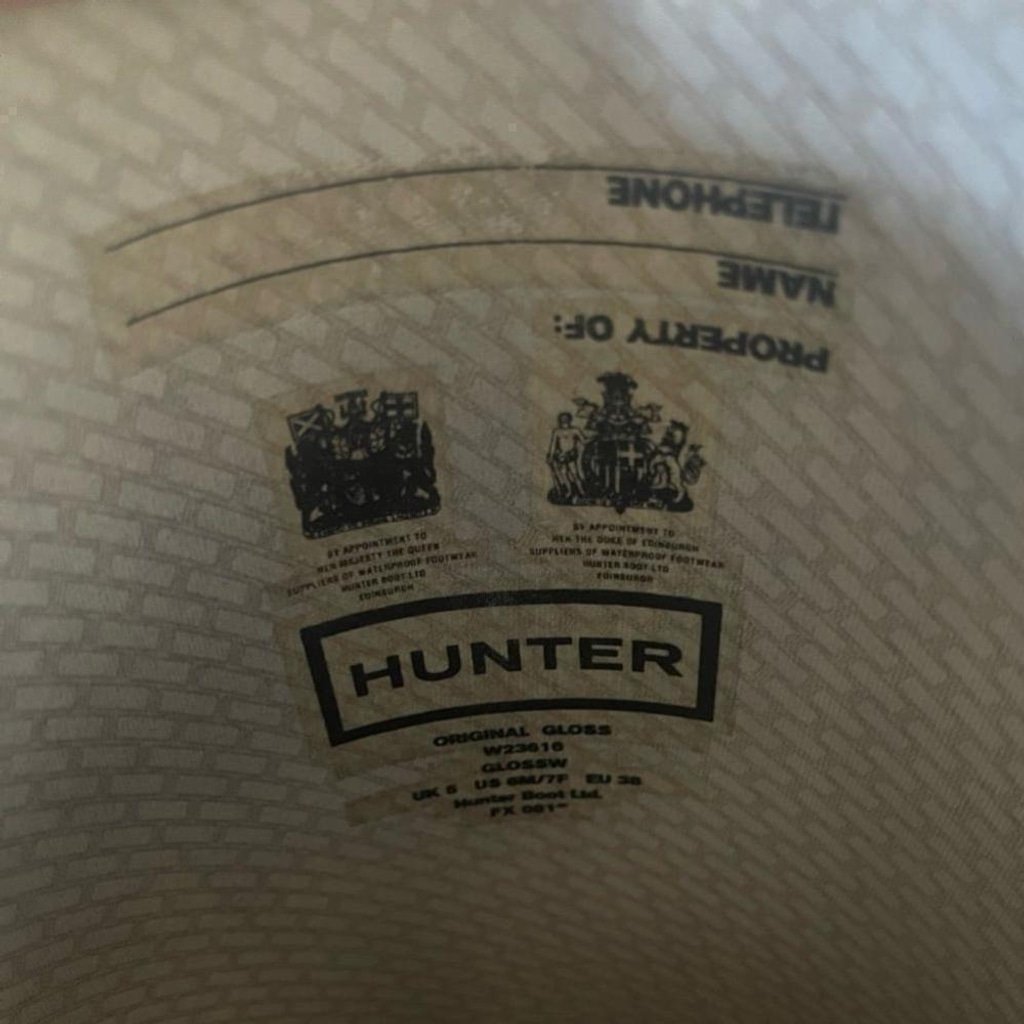 TELEPHONE
NAME
PROPERTY OF:
BY APPOINTMENT TO
HER MAJESTY THE QUEEN
SUPPLIERS OF WATERPROOF FOOTWEAR
HUNTER BOOT LTD
EDINBURGH
BY APPOINTMENT TO
HRH THE DUKE OF EDINBURGH
SUPPLIERS OF WATERPROOF FOOTWEAR
HUNTER BOOT LTD
EDINBURGH
HUNTER
ORIGINAL GLOSS
W23616
GLOSSW
UK 5 US 6M/7F EU 38
Hunter Boot Ltd.